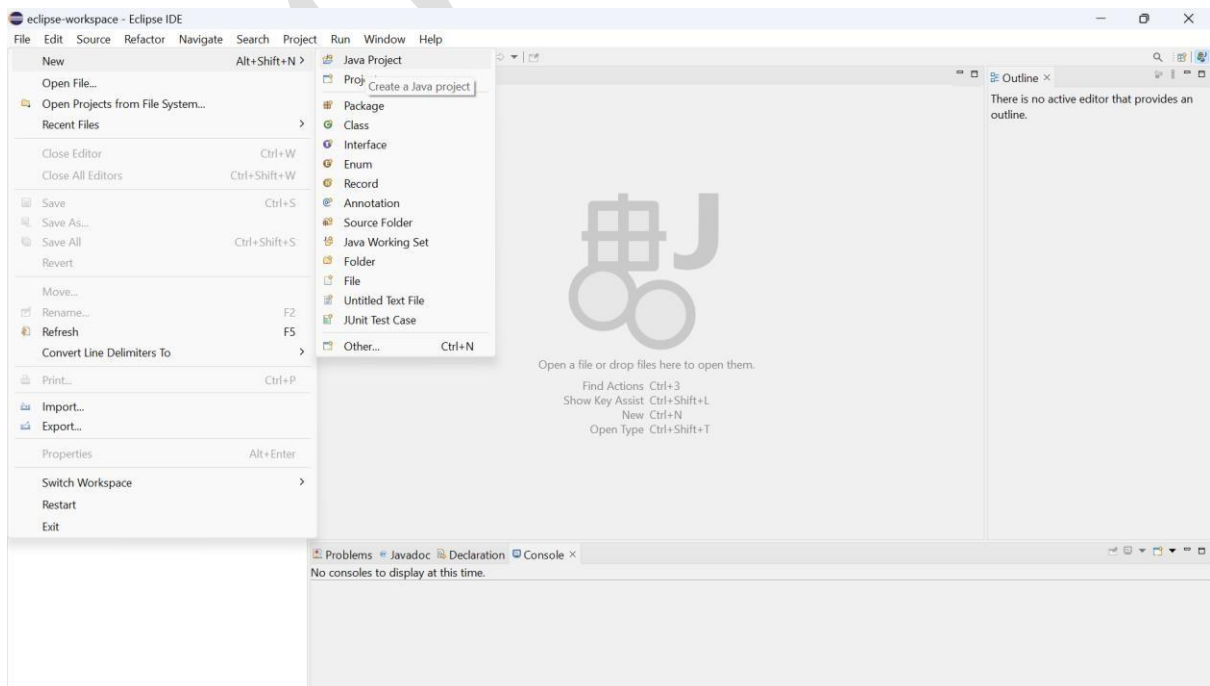 eclipse-workspace - Eclipse IDE
File Edit Source Refactor Navigate Search Project Run Window Help
New Alt+Shift+N >
Open File...
Open Projects from File System...
Recent Files >
Close Editor Ctrl+W
Close All Editors Ctrl+Shift+W
Save Ctrl+S
Save As...
Save All Ctrl+Shift+S
Revert
Move...
Rename... F2
Refresh F5
Convert Line Delimiters To >
Print... Ctrl+P
Import...
Export...
Properties Alt+Enter
Switch Workspace >
Restart
Exit
Java Project
Proj
Create a Java project
Package
Class
Interface
Enum
Record
Annotation
Source Folder
Java Working Set
Folder
File
Untitled Text File
JUnit Test Case
Other... Ctrl+N
Open a file or drop files here to open them.
Find Actions Ctrl+3
Show Key Assist Ctrl+Shift+L
New Ctrl+N
Open Type Ctrl+Shift+T
Outline
There is no active editor that provides an
outline.
Problems Javadoc Declaration Console
No consoles to display at this time.